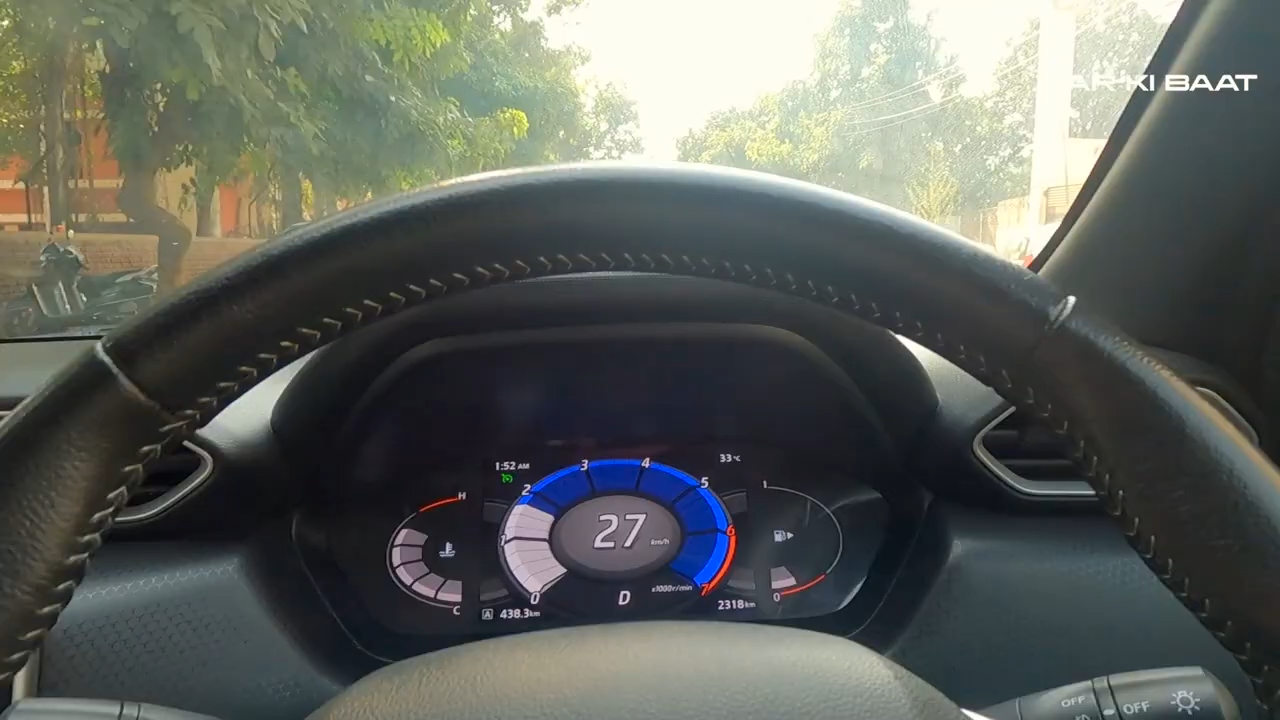 AR KI BAAT
1:52 AM
33°C
H
C
0
1
2
3
4
5
6
7
27 km/h
x1000r/min
D
A 438.3km
2318km
1
0
OFF
OFF